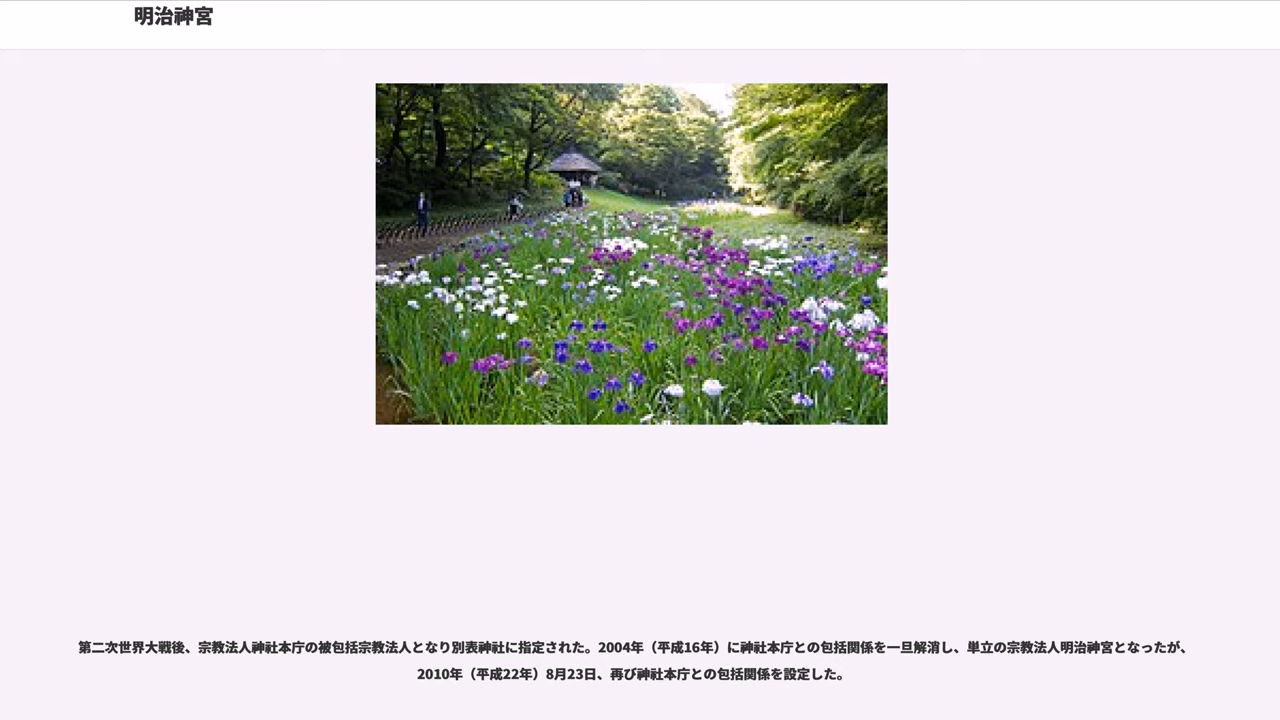 明治神宮
第二次世界大戦後、宗教法人神社本庁の被包括宗教法人となり別表神社に指定された。2004年（平成16年）に神社本庁との包括関係を一旦解消し、単立の宗教法人明治神宮となったが、
2010年（平成22年）8月23日、再び神社本庁との包括関係を設定した。